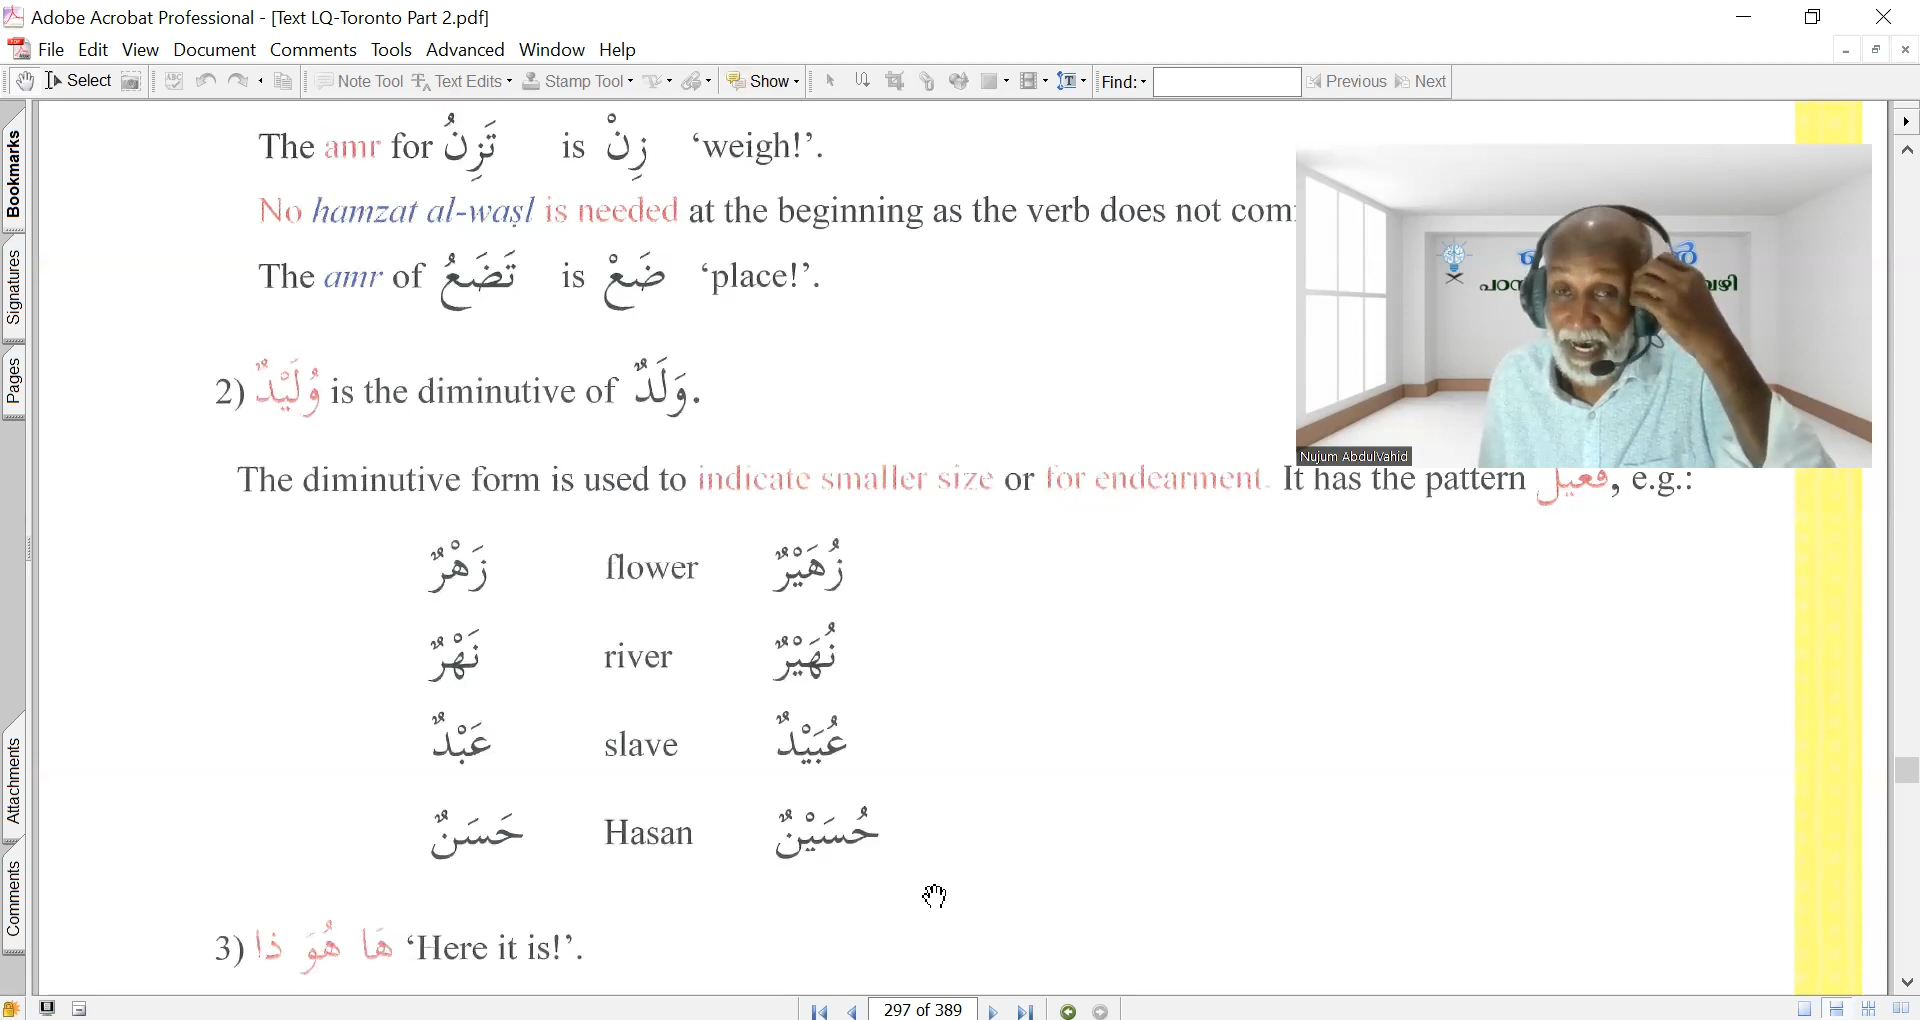 Adobe Acrobat Professional - [Text LQ-Toronto Part 2.pdf]
File Edit View Document Comments Tools Advanced Window Help
Select Note Tool Text Edits Stamp Tool Show Find: Previous Next
Bookmarks
Signatures
Pages
Attachments
Comments
The amr for تَزِنُ is زِنْ ‘weigh!’.
No hamzat al-waṣl is needed at the beginning as the verb does not com
The amr of تَضَعُ is ضَعْ ‘place!’.
2) وُلَيْدٌ is the diminutive of وَلَدٌ.
Nujum AbdulVahid
The diminutive form is used to indicate smaller size or for endearment. It has the pattern فعيل, e.g.:
زَهْرٌ flower زُهَيْرٌ
نَهْرٌ river نُهَيْرٌ
عَبْدٌ slave عُبَيْدٌ
حَسَنٌ Hasan حُسَيْنٌ
3) هَا هُوَ ذا ‘Here it is!’.
297 of 389